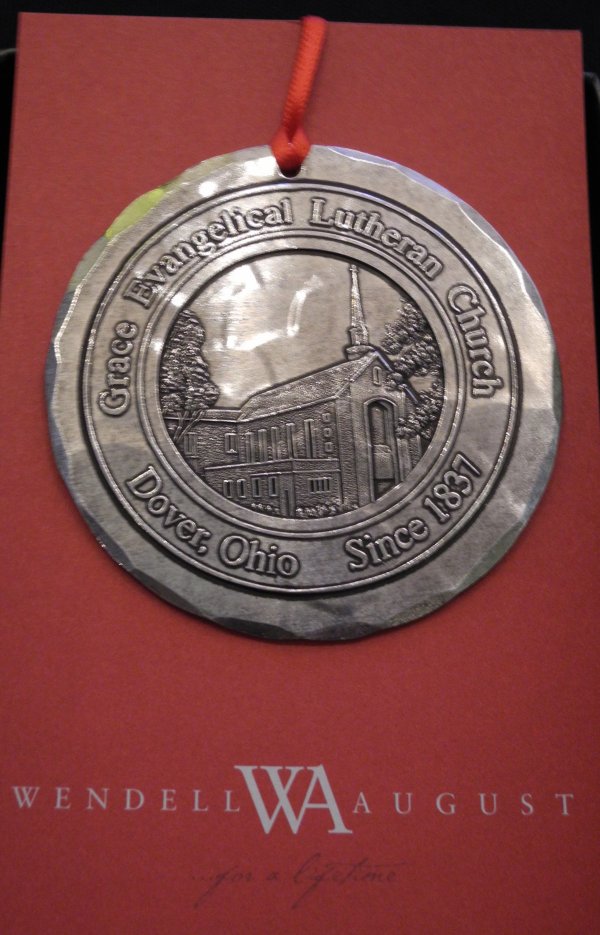 Grace Evangelical Lutheran Church
Dover, Ohio Since 1837
WENDELL WA AUGUST
...for a lifetime